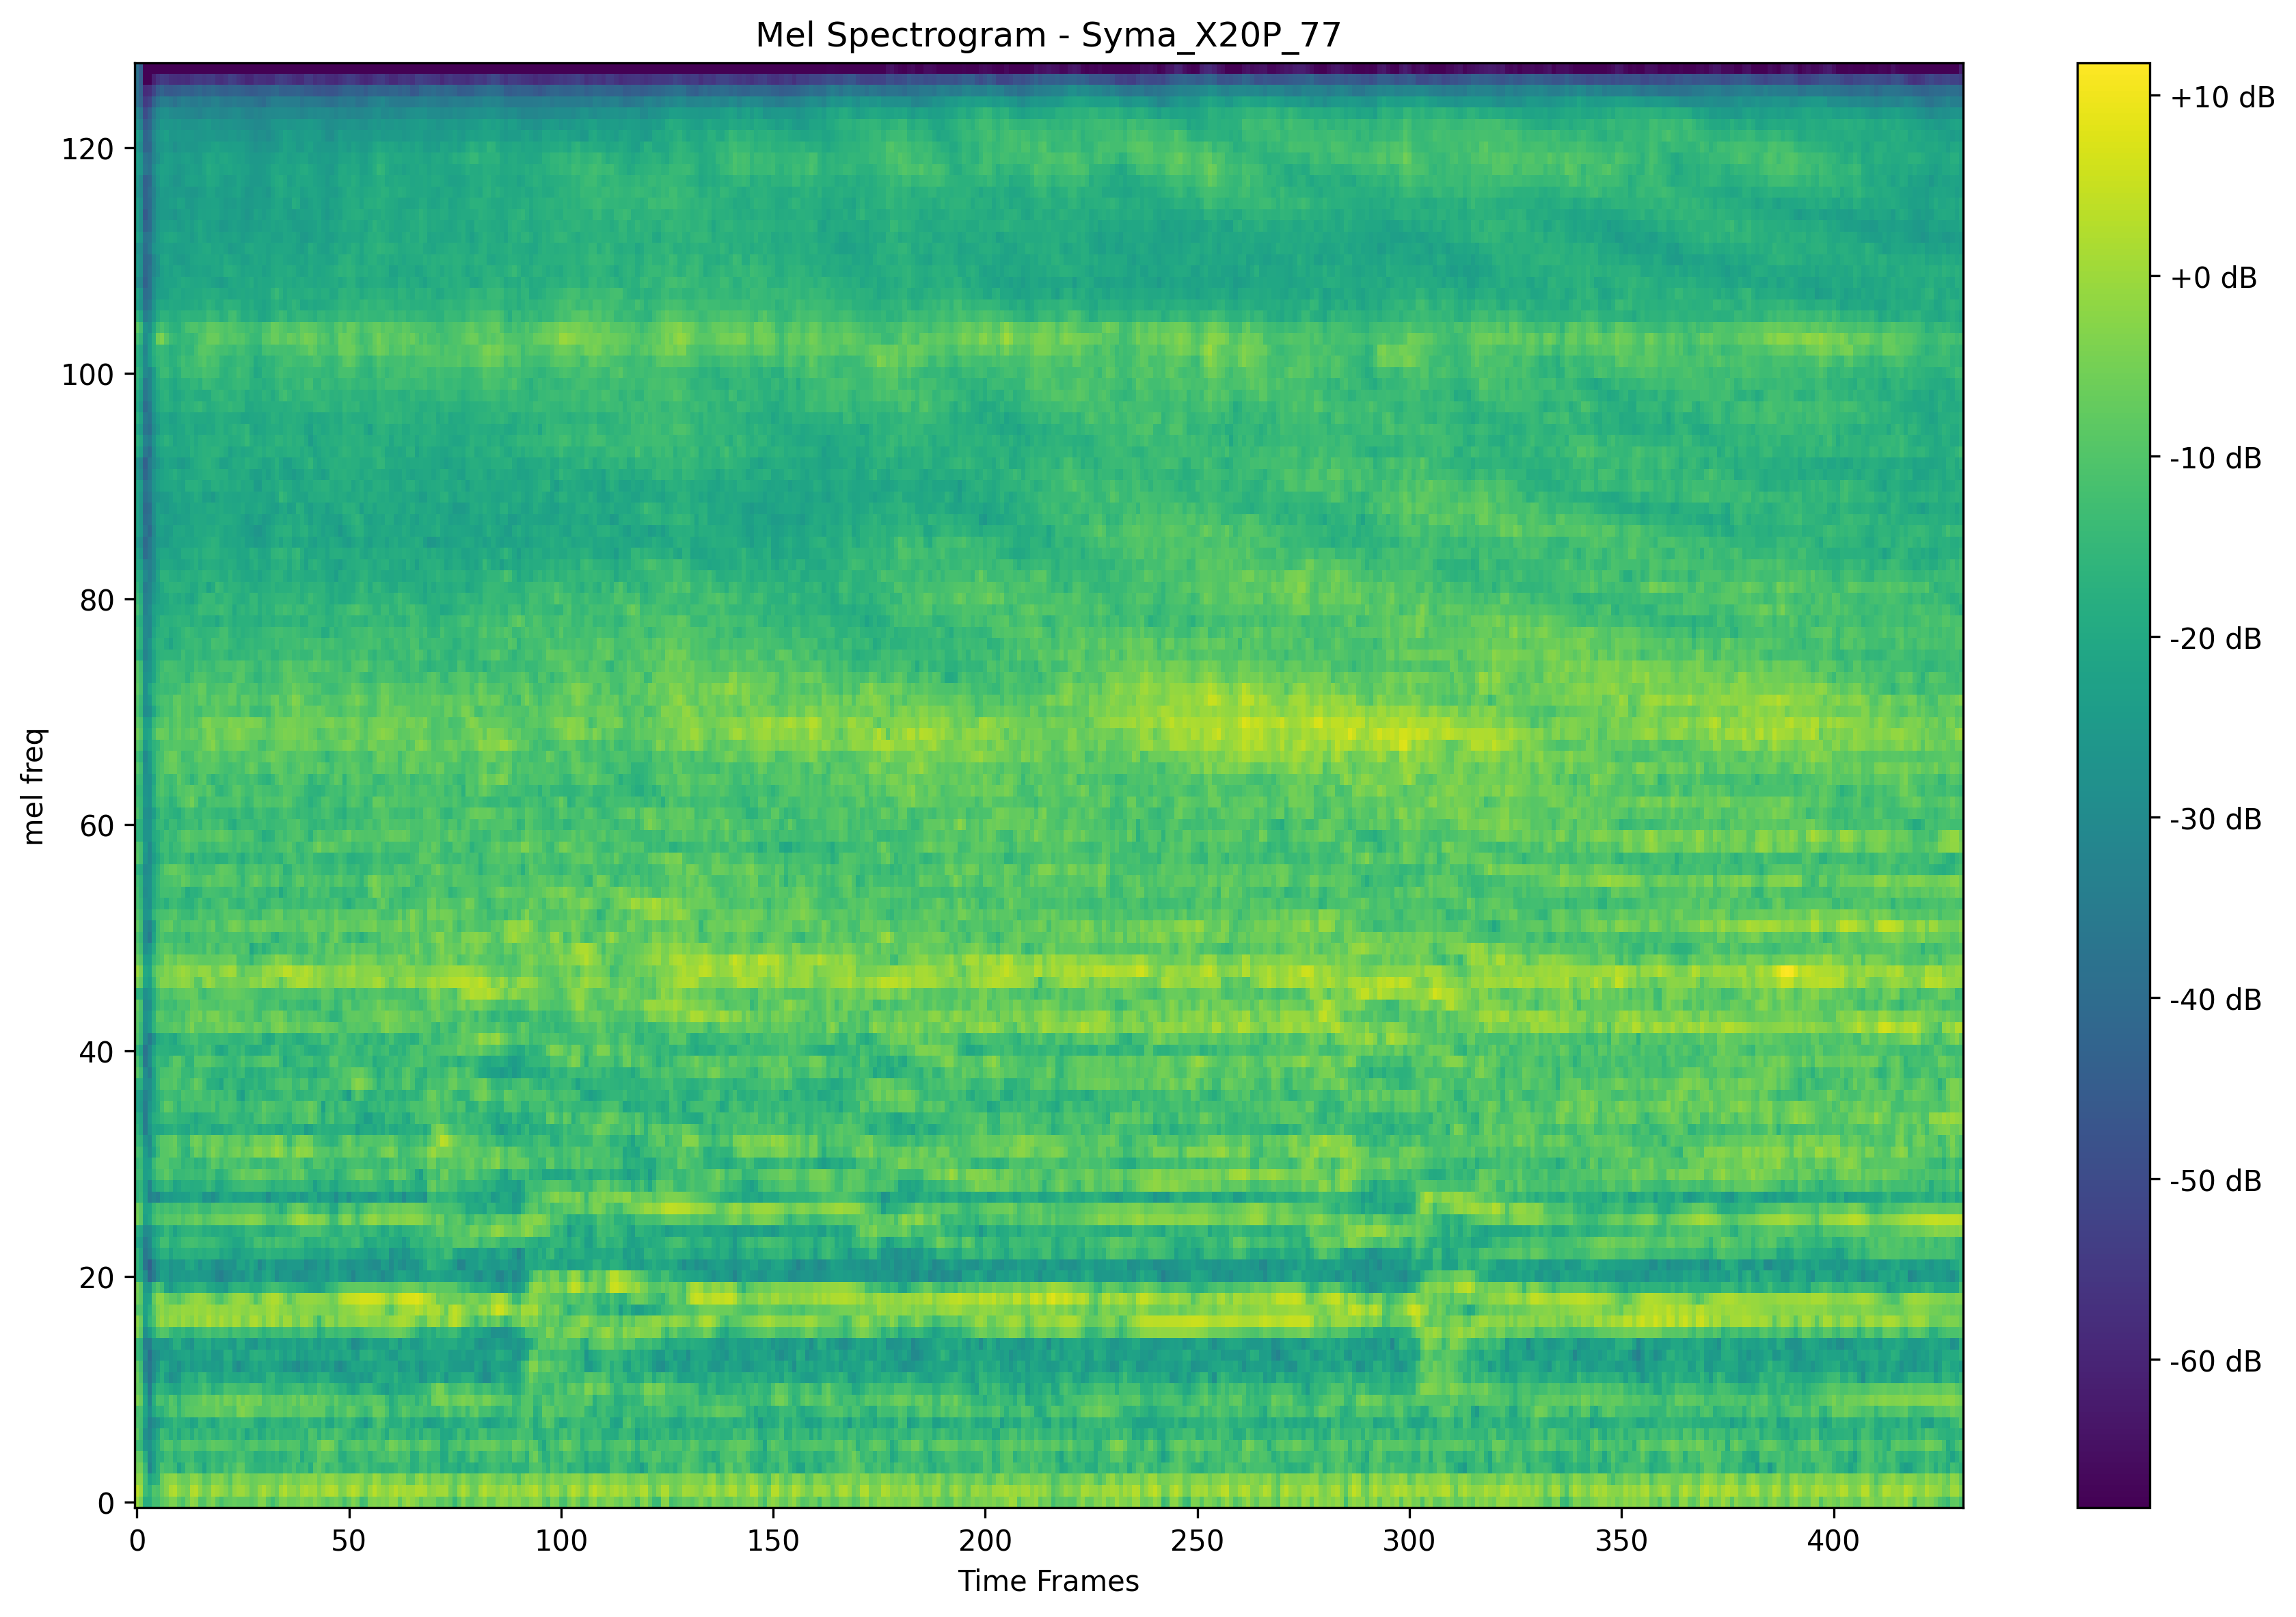 Mel Spectrogram - Syma_X20P_77
mel freq
120
100
80
60
40
20
0
0 50 100 150 200 250 300 350 400
Time Frames
+10 dB
+0 dB
-10 dB
-20 dB
-30 dB
-40 dB
-50 dB
-60 dB